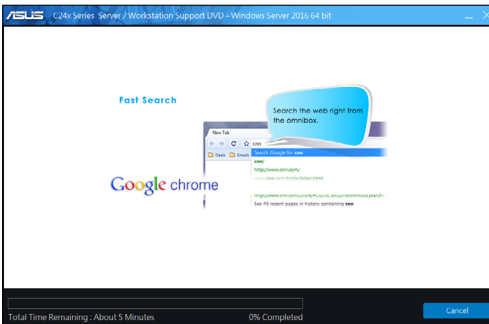 ASUS C24x Series Server / Workstation Support DVD - Windows Server 2016 64 bit
Fast Search
Search the web right from
the omnibox.
New Tab
cnn
Deals Emails
Search Google for cnn
cnn/
http://www.cnn.com/
See 49 recent pages in history containing cnn
Google chrome
Total Time Remaining : About 5 Minutes 0% Completed
Cancel